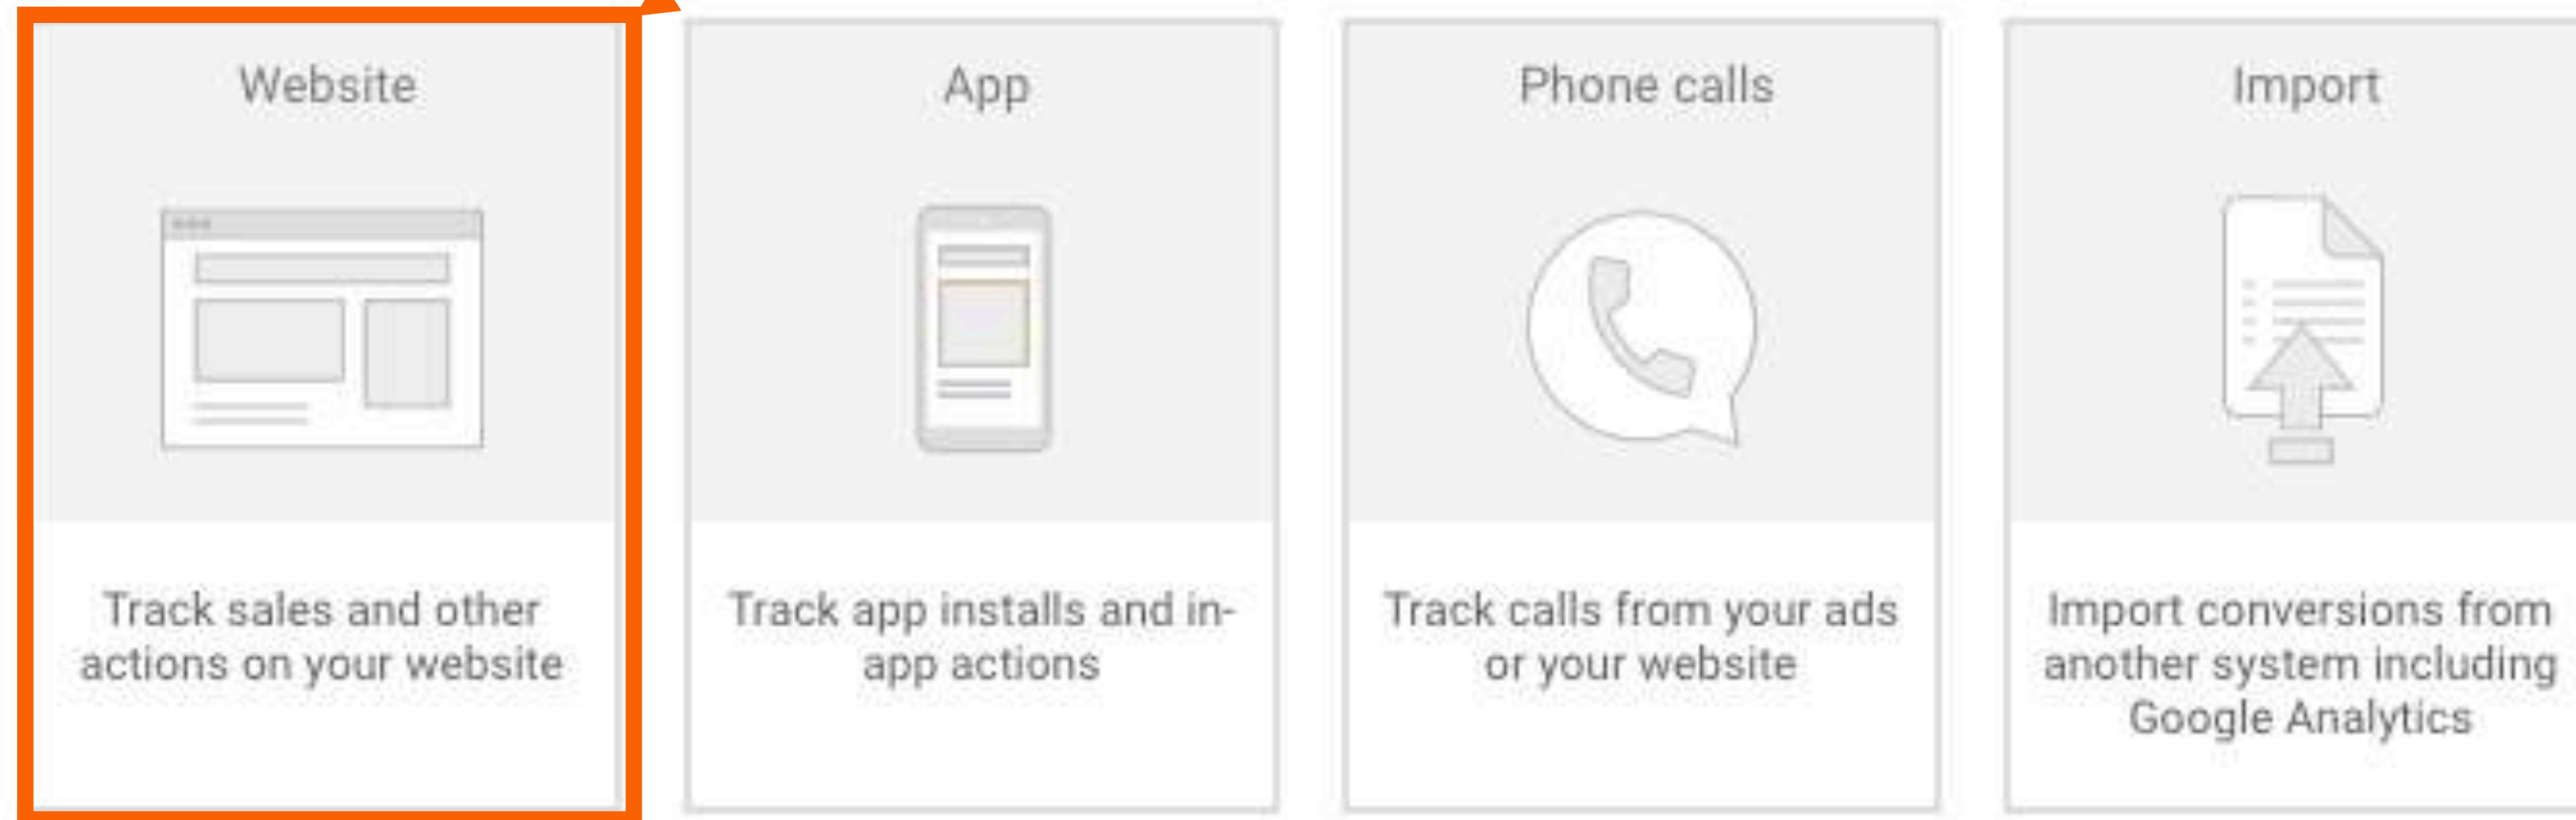 Website
Track sales and other
actions on your website
App
Track app installs and in-
app actions
Phone calls
Track calls from your ads
or your website
Import
Import conversions from
another system including
Google Analytics